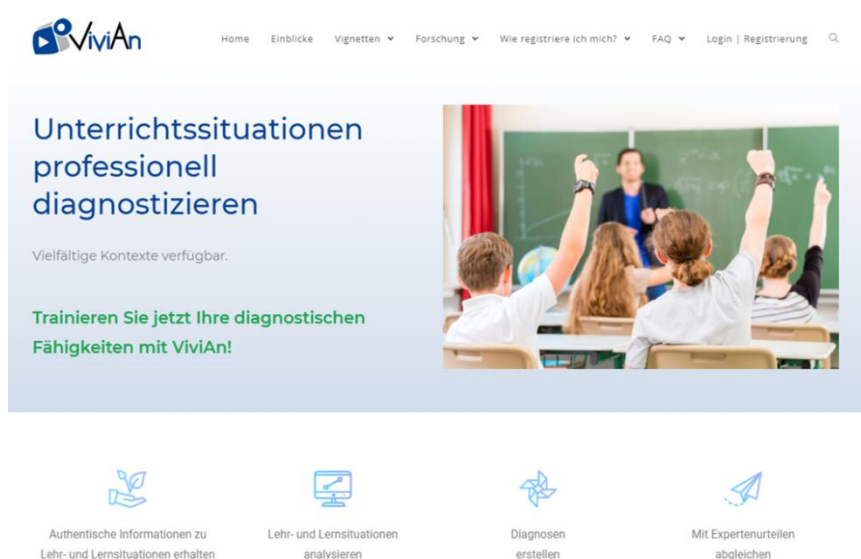 ViviAn
Home Einblicke Vignetten Forschung Wie registriere ich mich? FAQ Login | Registrierung
Unterrichtssituationen
professionell
diagnostizieren
Vielfältige Kontexte verfügbar.
Trainieren Sie jetzt Ihre diagnostischen
Fähigkeiten mit ViviAn!
Authentische Informationen zu
Lehr- und Lernsituationen erhalten
Lehr- und Lernsituationen
analysieren
Diagnosen
erstellen
Mit Expertenurteilen
abgleichen